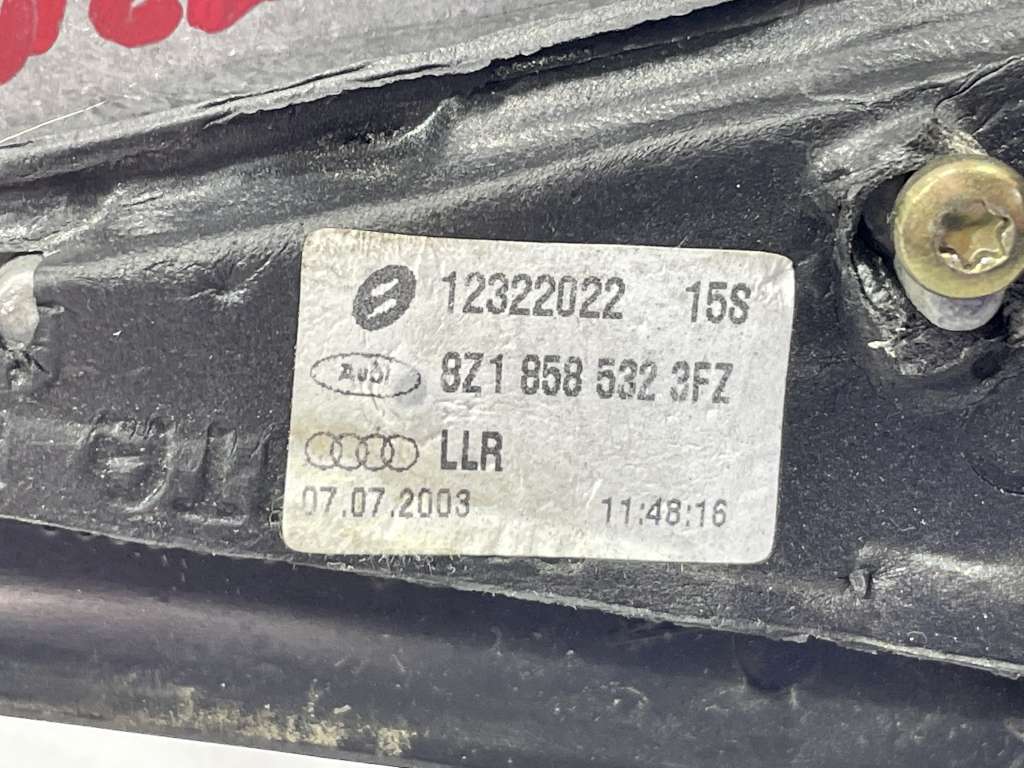 12322022 15S
Audi 8Z1 858 532 3FZ
LLR
07.07.2003 11:48:16